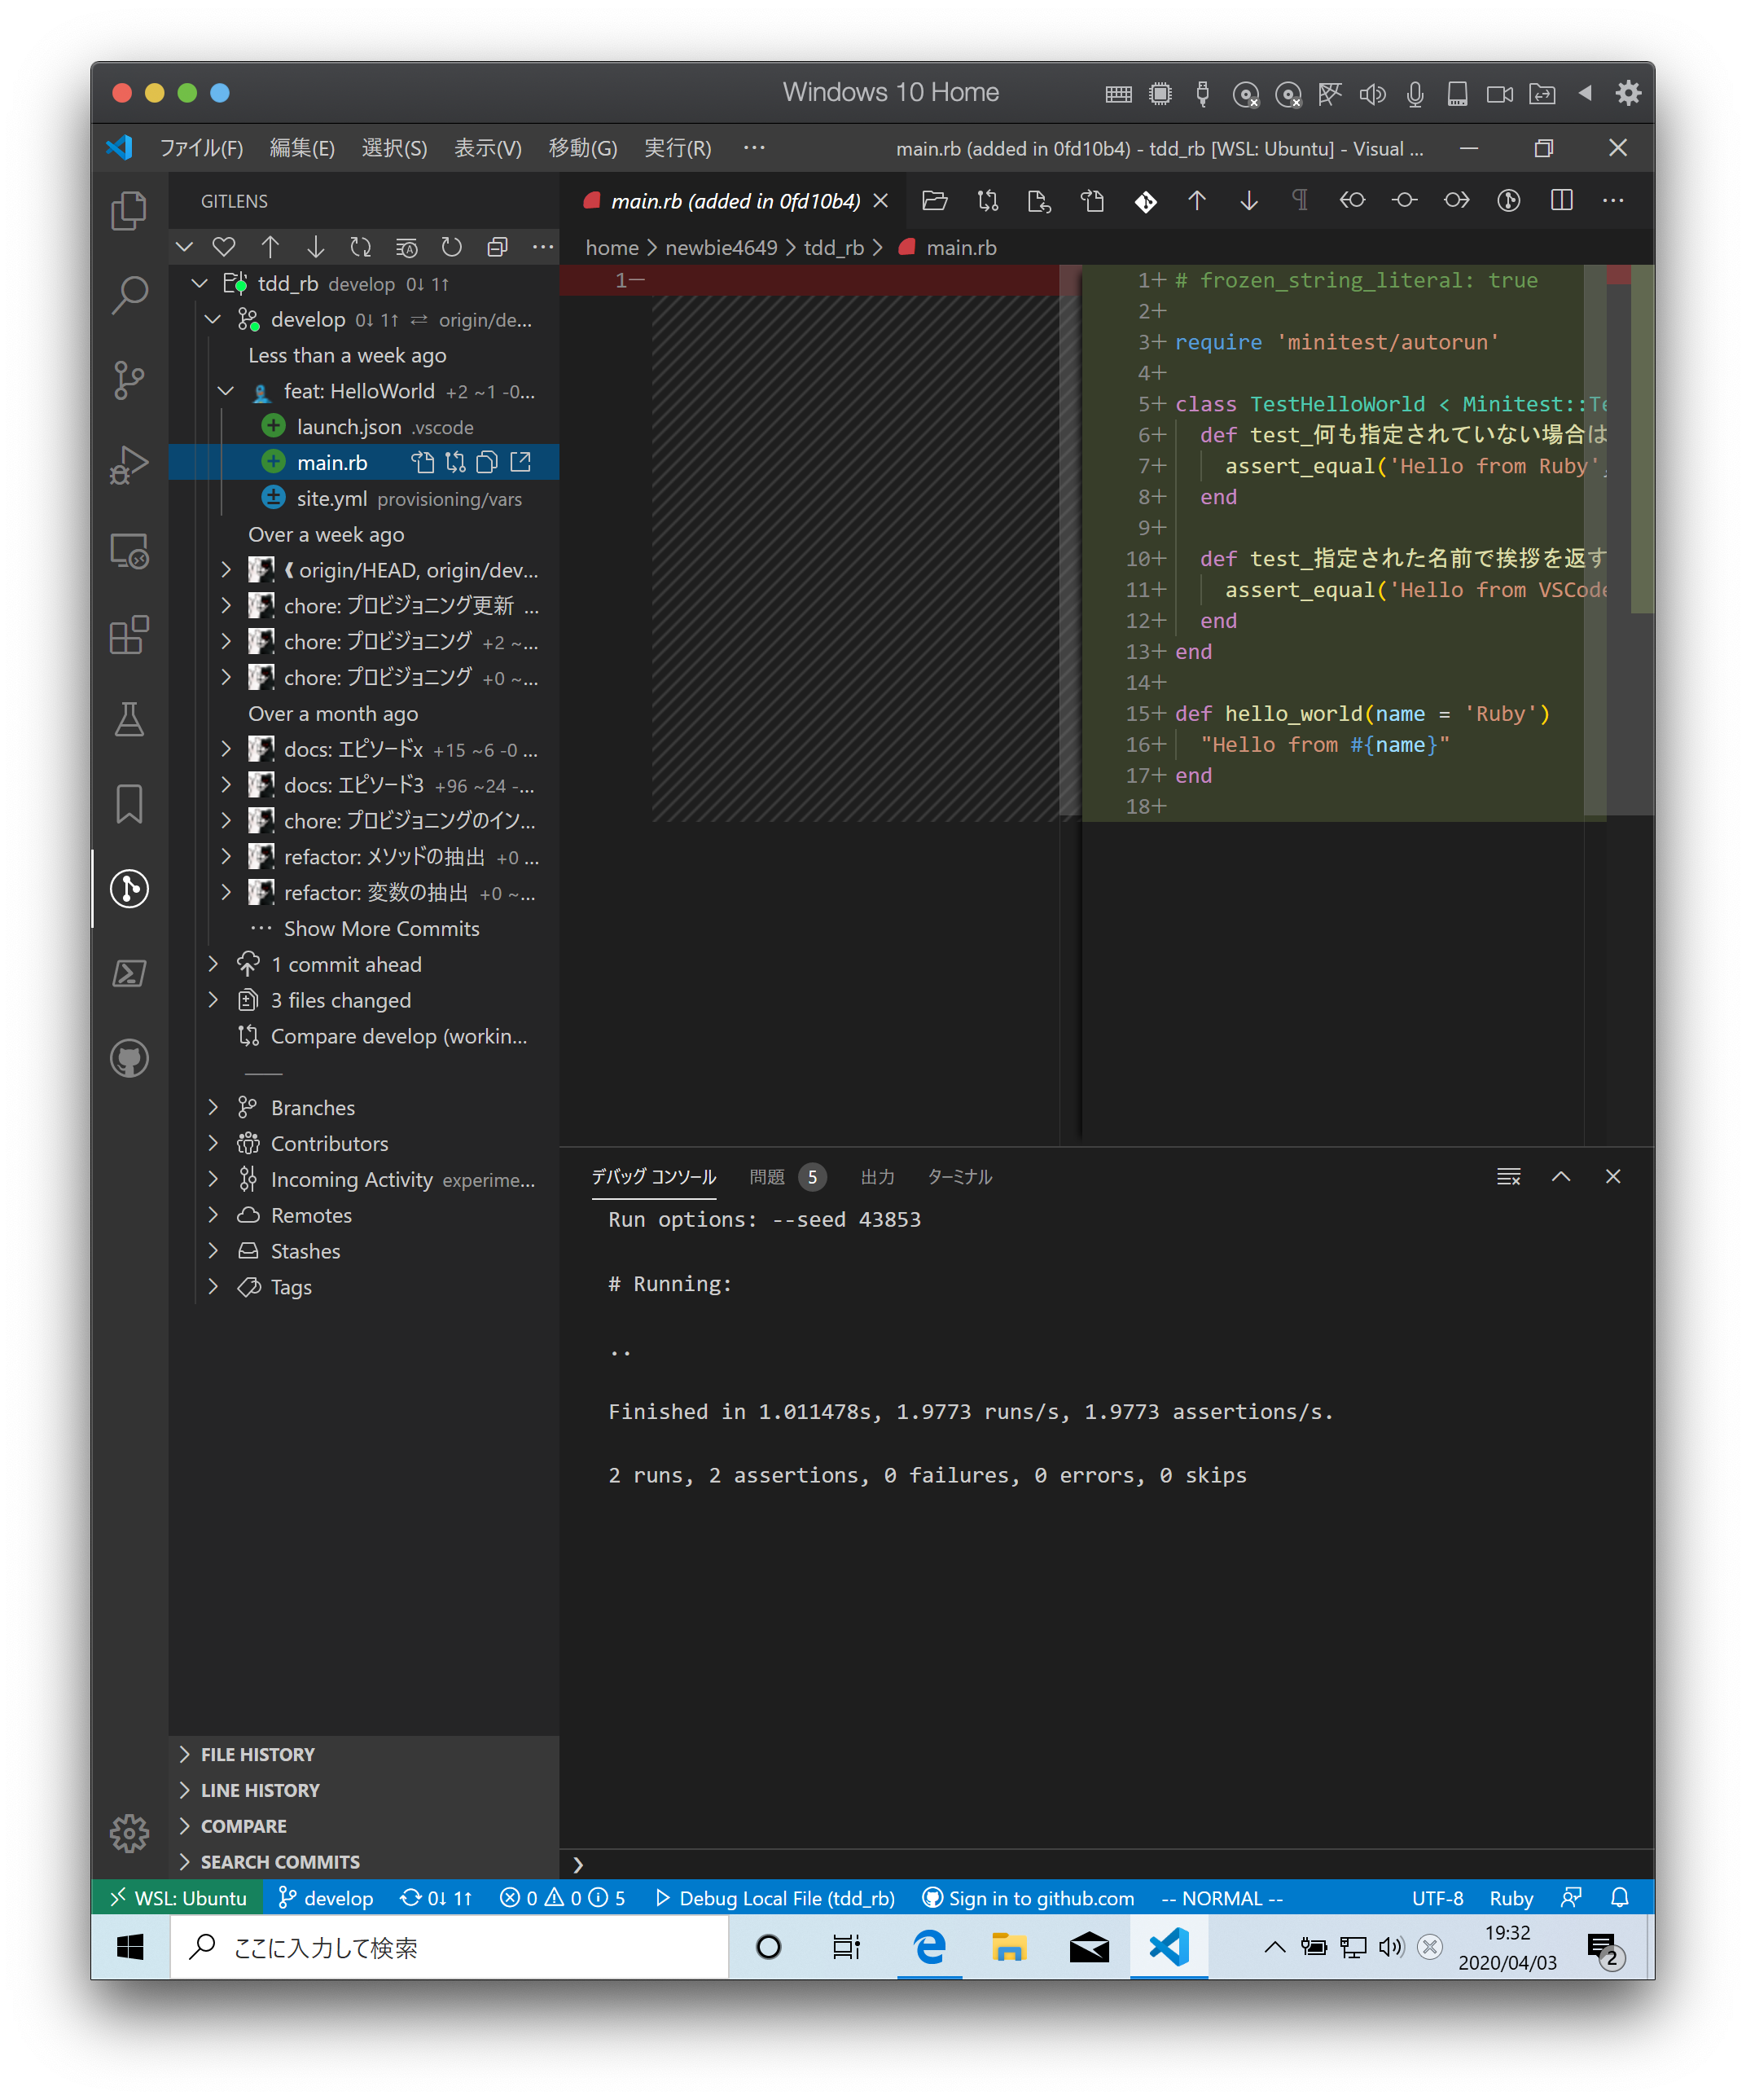 Windows 10 Home
ファイル(F) 編集(E) 選択(S) 表示(V) 移動(G) 実行(R) ··· main.rb (added in 0fd10b4) - tdd_rb [WSL: Ubuntu] - Visual ...
GITLENS
main.rb (added in 0fd10b4)
home > newbie4649 > tdd_rb > main.rb
tdd_rb develop 0↓ 1↑
develop 0↓ 1↑ ⇄ origin/de...
Less than a week ago
feat: HelloWorld +2 ~1 -0...
launch.json .vscode
main.rb
site.yml provisioning/vars
Over a week ago
origin/HEAD, origin/dev...
chore: プロビジョニング更新 ...
chore: プロビジョニング +2 ~...
chore: プロビジョニング +0 ~...
Over a month ago
docs: エピソードx +15 ~6 -0 ...
docs: エピソード3 +96 ~24 -...
chore: プロビジョニングのイン...
refactor: メソッドの抽出 +0 ...
refactor: 変数の抽出 +0 ~...
··· Show More Commits
1 commit ahead
3 files changed
Compare develop (workin...
Branches
Contributors
Incoming Activity experime...
Remotes
Stashes
Tags
FILE HISTORY
LINE HISTORY
COMPARE
SEARCH COMMITS
1−
1+ # frozen_string_literal: true
2+
3+ require 'minitest/autorun'
4+
5+ class TestHelloWorld < Minitest::Te
6+ def test_何も指定されていない場合は
7+ assert_equal('Hello from Ruby',
8+ end
9+
10+ def test_指定された名前で挨拶を返す
11+ assert_equal('Hello from VSCode
12+ end
13+ end
14+
15+ def hello_world(name = 'Ruby')
16+ "Hello from #{name}"
17+ end
18+
デバッグ コンソール 問題 5 出力 ターミナル
Run options: --seed 43853
# Running:
..
Finished in 1.011478s, 1.9773 runs/s, 1.9773 assertions/s.
2 runs, 2 assertions, 0 failures, 0 errors, 0 skips
WSL: Ubuntu develop 0↓ 1↑ 0 0 5 Debug Local File (tdd_rb) Sign in to github.com -- NORMAL -- UTF-8 Ruby
ここに入力して検索
19:32
2020/04/03
2